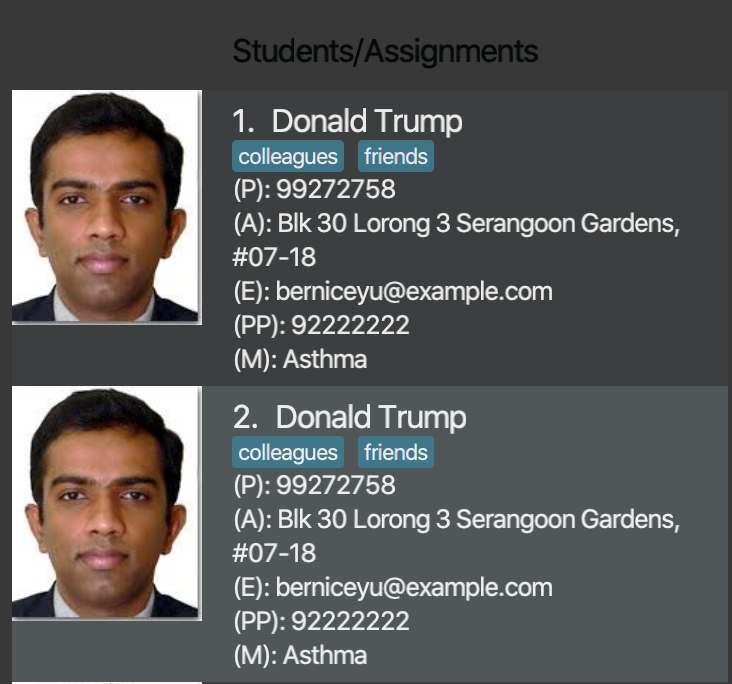 Students/Assignments
1. Donald Trump
colleagues friends
(P): 99272758
(A): Blk 30 Lorong 3 Serangoon Gardens,
#07-18
(E): berniceyu@example.com
(PP): 92222222
(M): Asthma
2. Donald Trump
colleagues friends
(P): 99272758
(A): Blk 30 Lorong 3 Serangoon Gardens,
#07-18
(E): berniceyu@example.com
(PP): 92222222
(M): Asthma